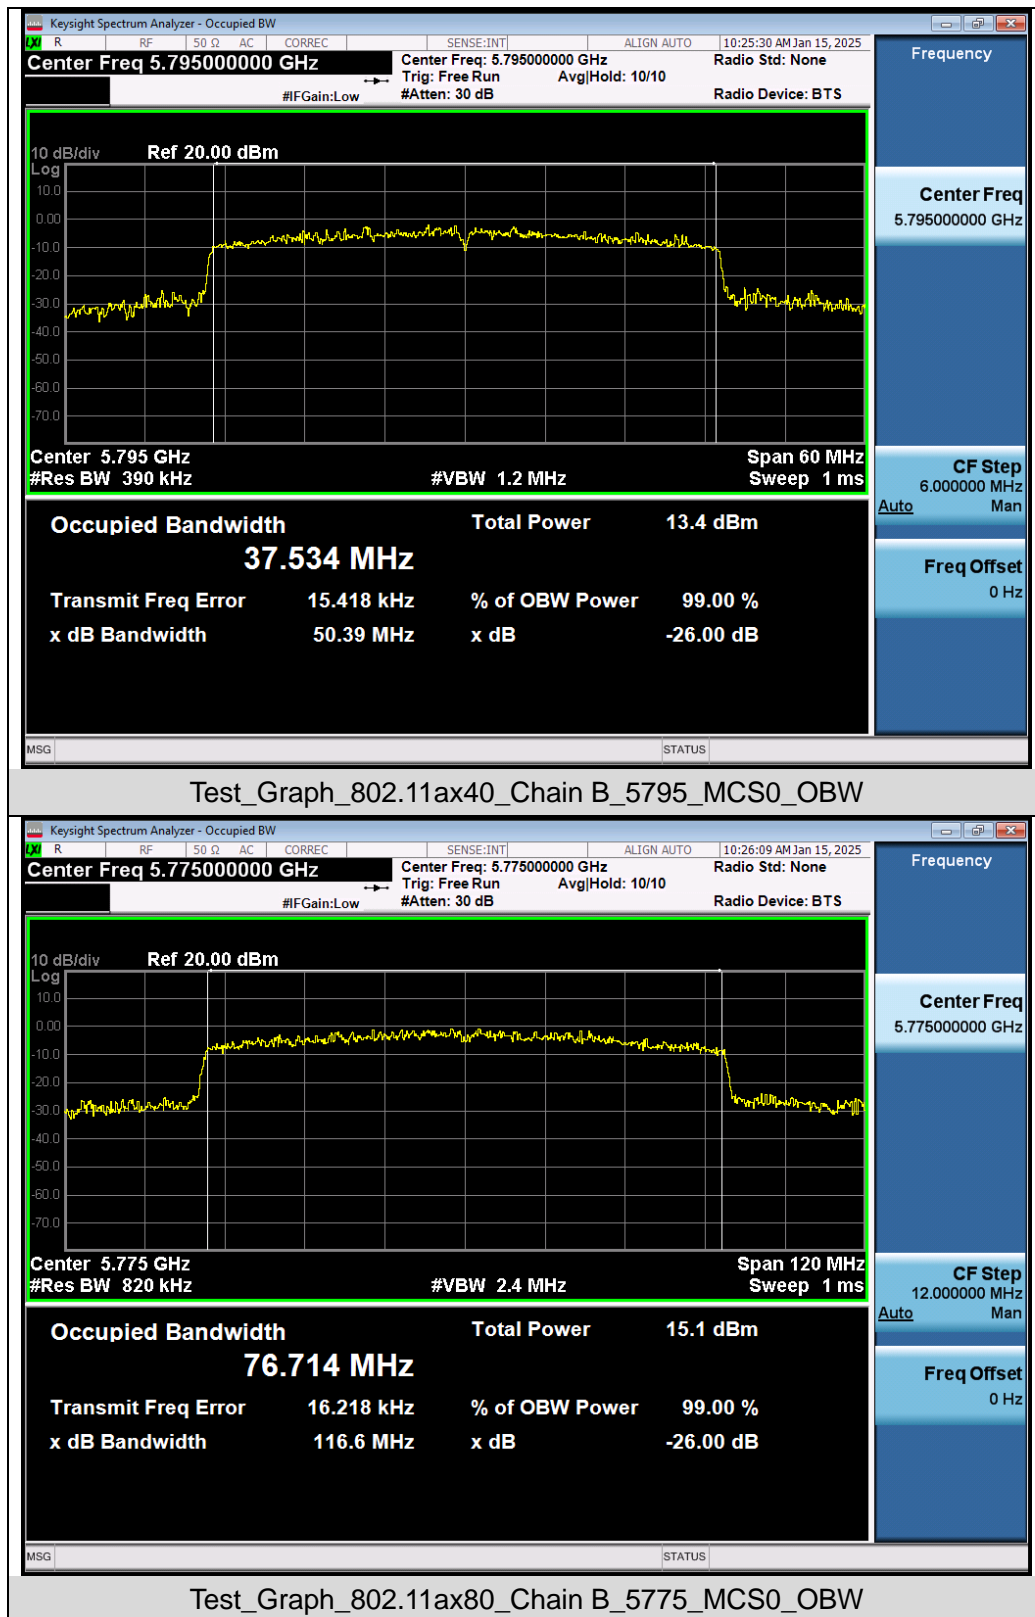 Keysight Spectrum Analyzer - Occupied BW
LXI R RF 50 Ω AC CORREC SENSE:INT ALIGN AUTO 10:25:30 AM Jan 15, 2025
Center Freq 5.795000000 GHz
Center Freq: 5.795000000 GHz
Radio Std: None
Trig: Free Run Avg|Hold: 10/10
#IFGain:Low
#Atten: 30 dB
Radio Device: BTS
Frequency
10 dB/div Ref 20.00 dBm
Log
10.0
0.00
-10.0
-20.0
-30.0
-40.0
-50.0
-60.0
-70.0
Center Freq
5.795000000 GHz
Center 5.795 GHz Span 60 MHz
#Res BW 390 kHz #VBW 1.2 MHz Sweep 1 ms
CF Step
6.000000 MHz
Auto Man
Occupied Bandwidth Total Power 13.4 dBm
37.534 MHz
Transmit Freq Error 15.418 kHz % of OBW Power 99.00 %
x dB Bandwidth 50.39 MHz x dB -26.00 dB
Freq Offset
0 Hz
MSG STATUS
Test_Graph_802.11ax40_Chain B_5795_MCS0_OBW
Keysight Spectrum Analyzer - Occupied BW
LXI R RF 50 Ω AC CORREC SENSE:INT ALIGN AUTO 10:26:09 AM Jan 15, 2025
Center Freq 5.775000000 GHz
Center Freq: 5.775000000 GHz
Radio Std: None
Trig: Free Run Avg|Hold: 10/10
#IFGain:Low
#Atten: 30 dB
Radio Device: BTS
Frequency
10 dB/div Ref 20.00 dBm
Log
10.0
0.00
-10.0
-20.0
-30.0
-40.0
-50.0
-60.0
-70.0
Center Freq
5.775000000 GHz
Center 5.775 GHz Span 120 MHz
#Res BW 820 kHz #VBW 2.4 MHz Sweep 1 ms
CF Step
12.000000 MHz
Auto Man
Occupied Bandwidth Total Power 15.1 dBm
76.714 MHz
Transmit Freq Error 16.218 kHz % of OBW Power 99.00 %
x dB Bandwidth 116.6 MHz x dB -26.00 dB
Freq Offset
0 Hz
MSG STATUS
Test_Graph_802.11ax80_Chain B_5775_MCS0_OBW